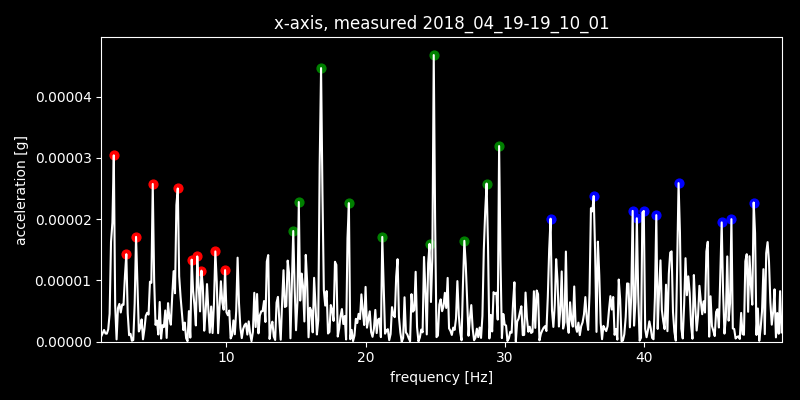 x-axis, measured 2018_04_19-19_10_01
acceleration [g]
0.00004
0.00003
0.00002
0.00001
0.00000
10 20 30 40
frequency [Hz]